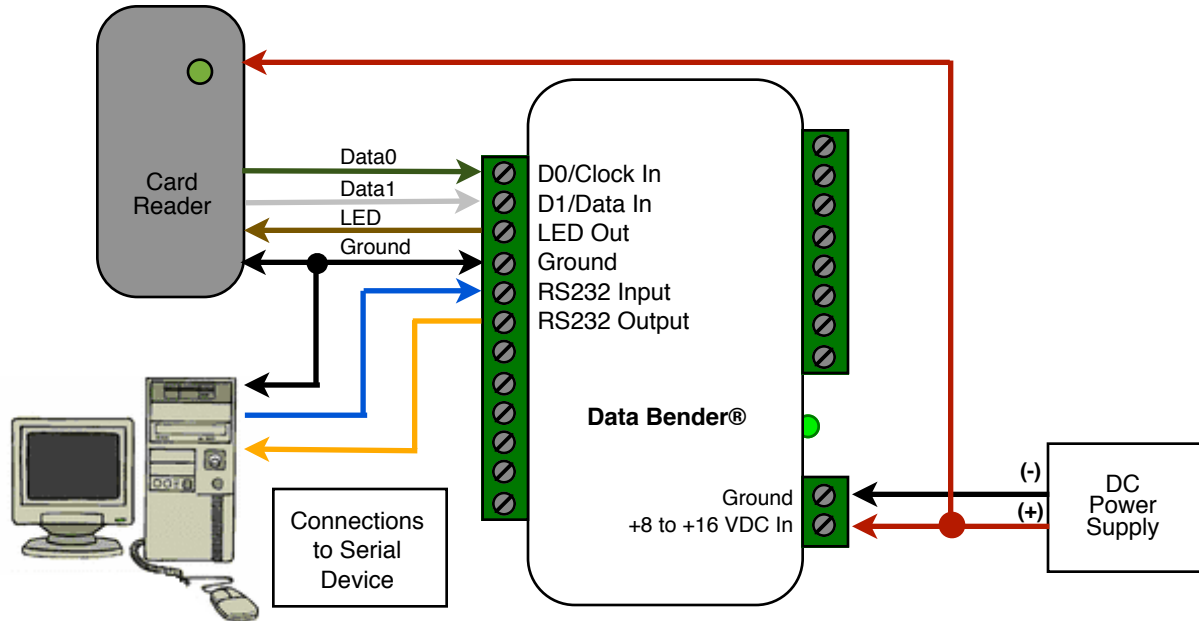 Card
Reader
Data0
Data1
LED
Ground
D0/Clock In
D1/Data In
LED Out
Ground
RS232 Input
RS232 Output
Data Bender®
Ground
+8 to +16 VDC In
(-)
(+)
DC
Power
Supply
Connections
to Serial
Device